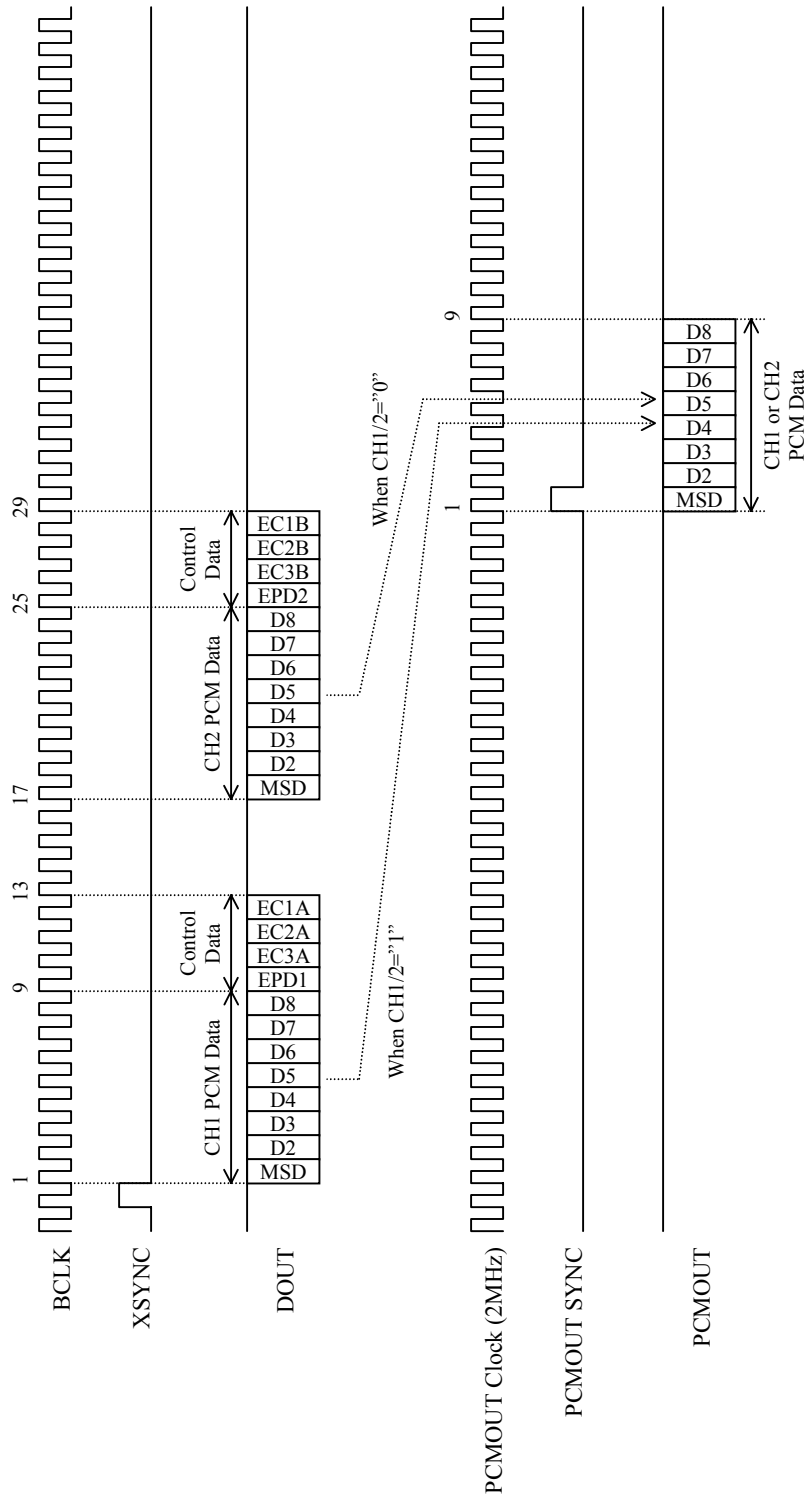 1 9 13 17 25 29
BCLK
XSYNC
CH1 PCM Data
Control
Data
CH2 PCM Data
Control
Data
DOUT
MSD D2 D3 D4 D5 D6 D7 D8 EPD1 EC3A EC2A EC1A
MSD D2 D3 D4 D5 D6 D7 D8 EPD2 EC3B EC2B EC1B
When CH1/2=”1”
When CH1/2=”0”
1 9
PCMOUT Clock (2MHz)
PCMOUT SYNC
PCMOUT
MSD D2 D3 D4 D5 D6 D7 D8
CH1 or CH2
PCM Data